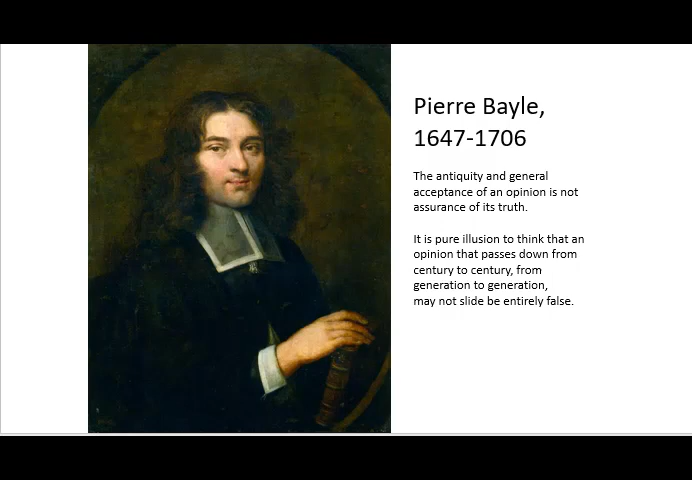 Pierre Bayle,
1647-1706
The antiquity and general
acceptance of an opinion is not
assurance of its truth.
It is pure illusion to think that an
opinion that passes down from
century to century, from
generation to generation,
may not slide be entirely false.